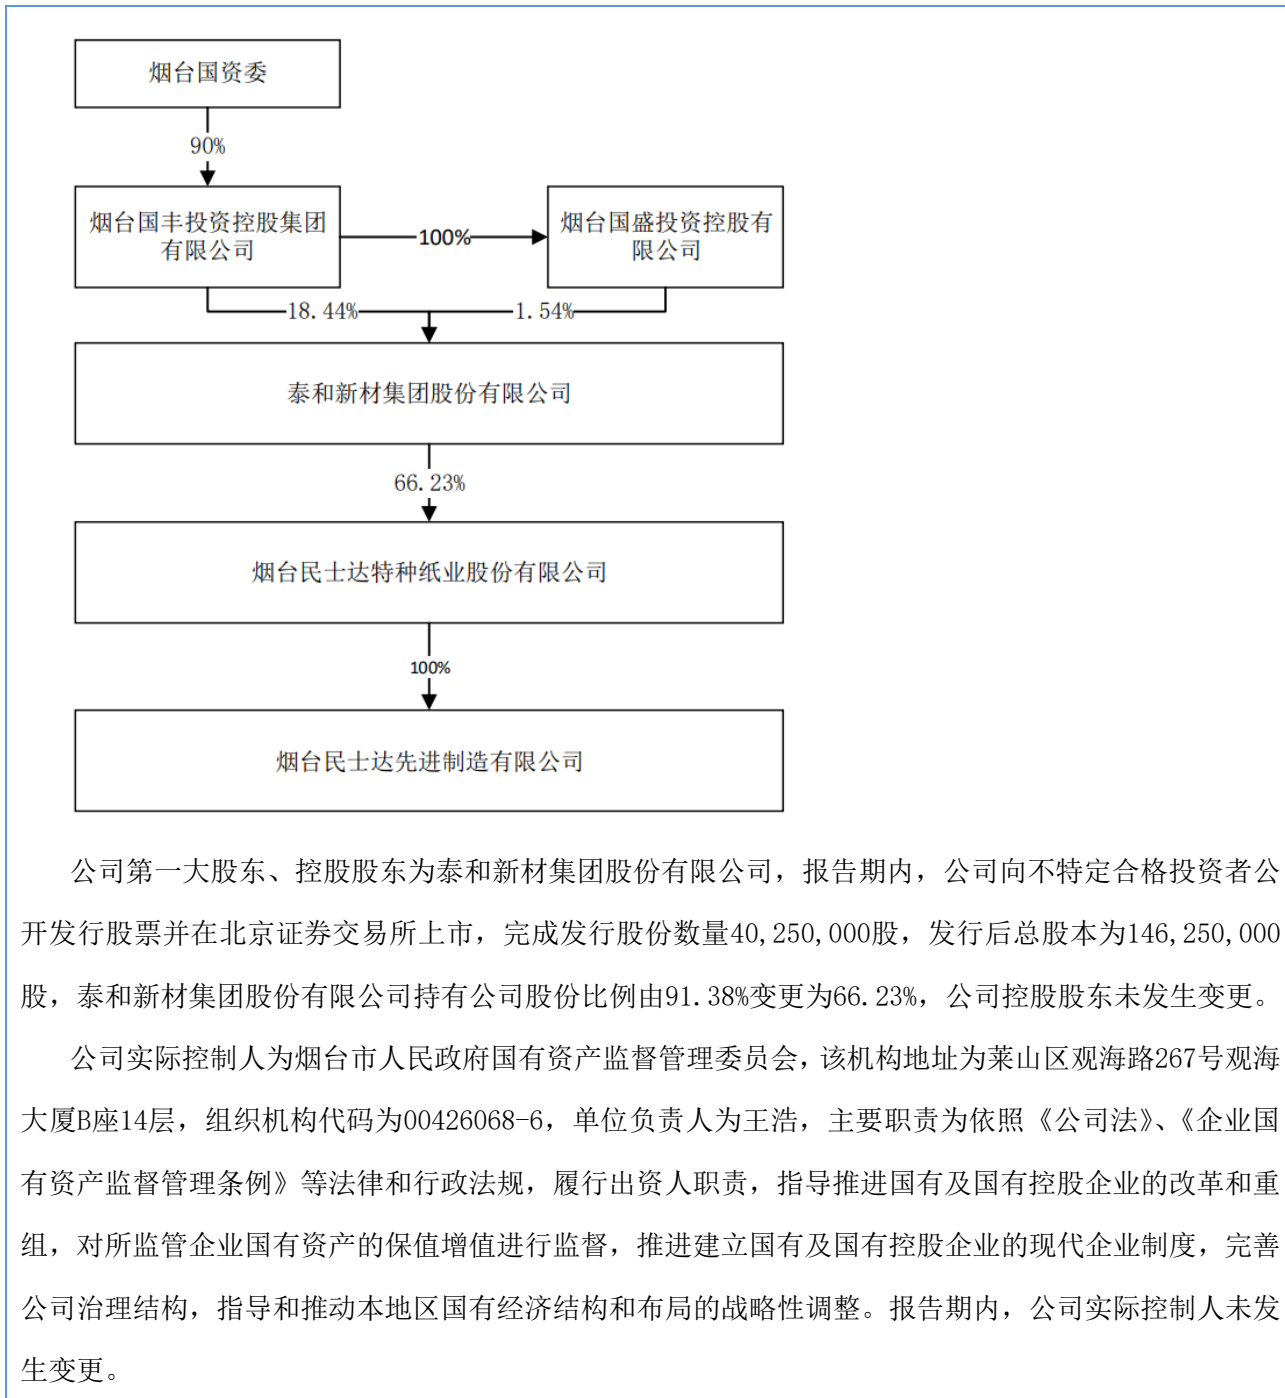 烟台国资委
90%
烟台国丰投资控股集团
有限公司
100%
烟台国盛投资控股有
限公司
18.44%
1.54%
泰和新材集团股份有限公司
66.23%
烟台民士达特种纸业股份有限公司
100%
烟台民士达先进制造有限公司
公司第一大股东、控股股东为泰和新材集团股份有限公司，报告期内，公司向不特定合格投资者公
开发行股票并在北京证券交易所上市，完成发行股份数量40,250,000股，发行后总股本为146,250,000
股，泰和新材集团股份有限公司持有公司股份比例由91.38%变更为66.23%，公司控股股东未发生变更。
公司实际控制人为烟台市人民政府国有资产监督管理委员会，该机构地址为莱山区观海路267号观海
大厦B座14层，组织机构代码为00426068-6，单位负责人为王浩，主要职责为依照《公司法》、《企业国
有资产监督管理条例》等法律和行政法规，履行出资人职责，指导推进国有及国有控股企业的改革和重
组，对所监管企业国有资产的保值增值进行监督，推进建立国有及国有控股企业的现代企业制度，完善
公司治理结构，指导和推动本地区国有经济结构和布局的战略性调整。报告期内，公司实际控制人未发
生变更。